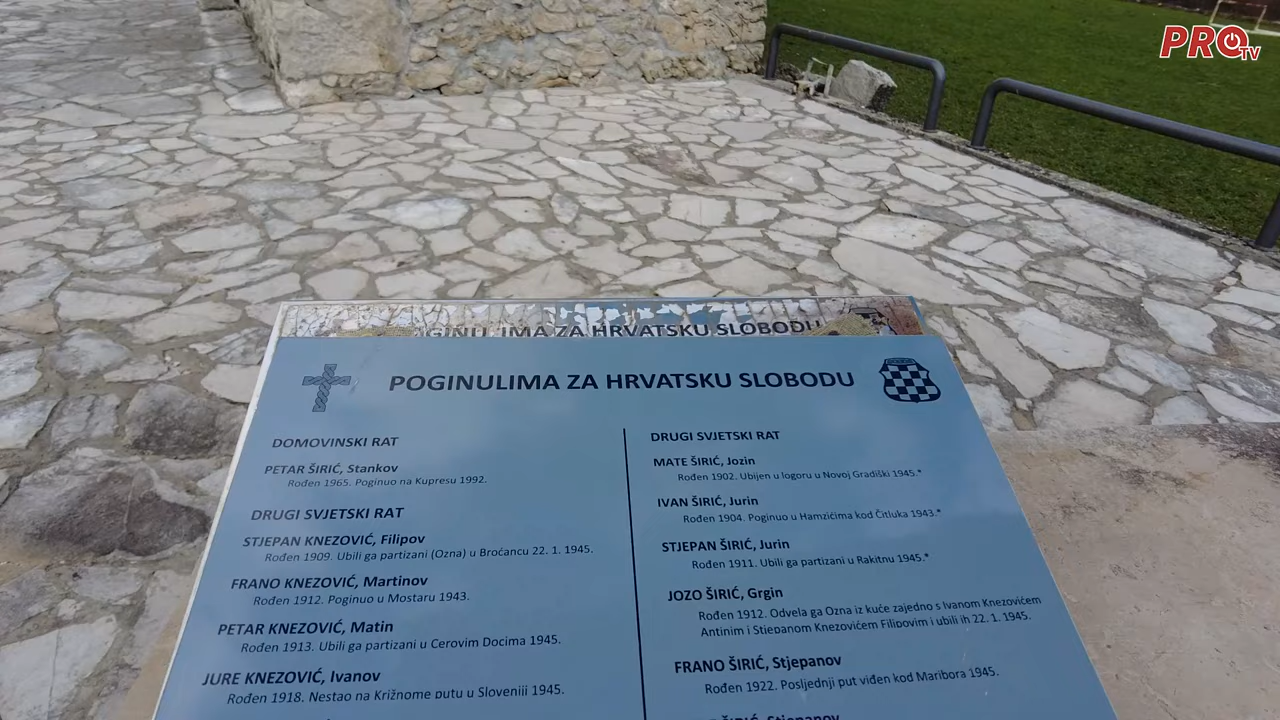 PROTV
POGINULIMA ZA HRVATSKU SLOBODU
POGINULIMA ZA HRVATSKU SLOBODU
DOMOVINSKI RAT
PETAR ŠIRIĆ, Stankov
Rođen 1965. Poginuo na Kupresu 1992.
DRUGI SVJETSKI RAT
STJEPAN KNEZOVIĆ, Filipov
Rođen 1909. Ubili ga partizani (Ozna) u Broćancu 22. 1. 1945.
FRANO KNEZOVIĆ, Martinov
Rođen 1912. Poginuo u Mostaru 1943.
PETAR KNEZOVIĆ, Matin
Rođen 1913. Ubili ga partizani u Cerovim Docima 1945.
JURE KNEZOVIĆ, Ivanov
Rođen 1918. Nestao na Križnome putu u Sloveniji 1945.
DRUGI SVJETSKI RAT
MATE ŠIRIĆ, Jozin
Rođen 1902. Ubijen u logoru u Novoj Gradiški 1945.*
IVAN ŠIRIĆ, Jurin
Rođen 1904. Poginuo u Hamzićima kod Čitluka 1943.*
STJEPAN ŠIRIĆ, Jurin
Rođen 1911. Ubili ga partizani u Rakitnu 1945.*
JOZO ŠIRIĆ, Grgin
Rođen 1912. Odvela ga Ozna iz kuće zajedno s Ivanom Knezovićem
Antinim i Stjepanom Knezovićem Filipovim i ubili ih 22. 1. 1945.
FRANO ŠIRIĆ, Stjepanov
Rođen 1922. Posljednji put viđen kod Maribora 1945.
ŠIRIĆ, Stjepanov